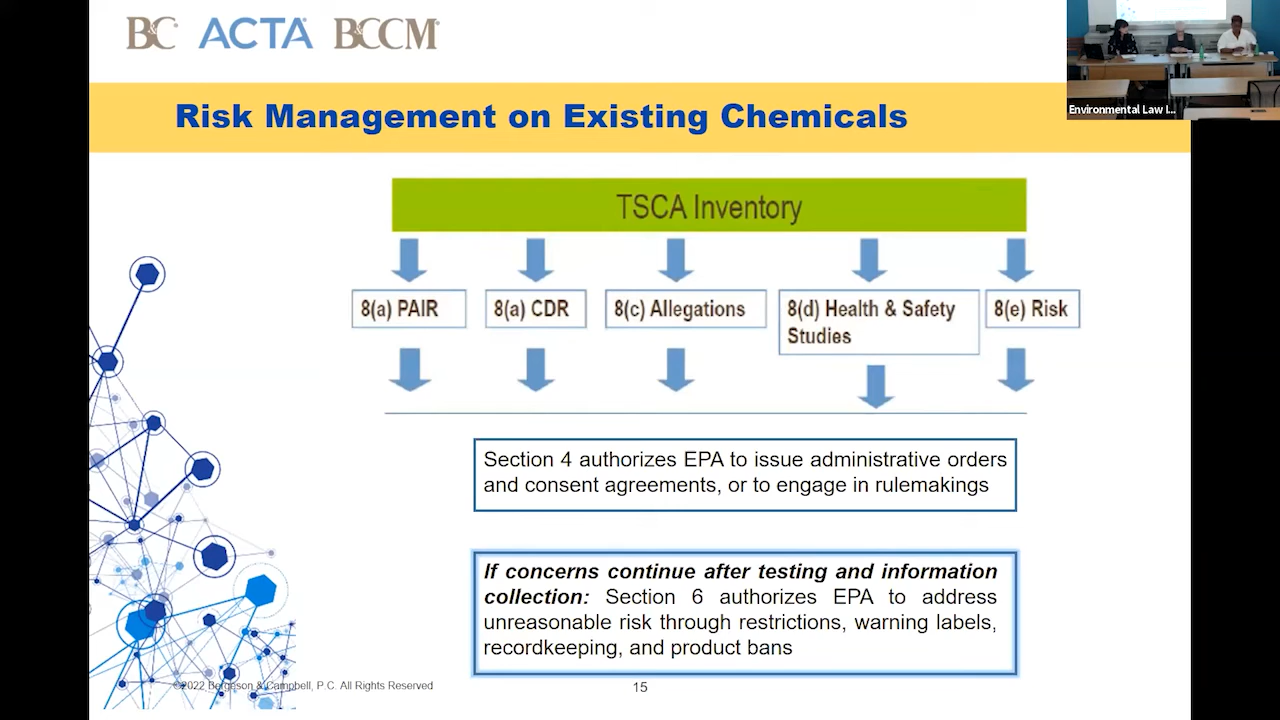 B&C® ACTA® BCCM®
Environmental Law I...
Risk Management on Existing Chemicals
TSCA Inventory
8(a) PAIR
8(a) CDR
8(c) Allegations
8(d) Health & Safety
Studies
8(e) Risk
Section 4 authorizes EPA to issue administrative orders
and consent agreements, or to engage in rulemakings
If concerns continue after testing and information
collection: Section 6 authorizes EPA to address
unreasonable risk through restrictions, warning labels,
recordkeeping, and product bans
©2022 Bergeson & Campbell, P.C. All Rights Reserved
15